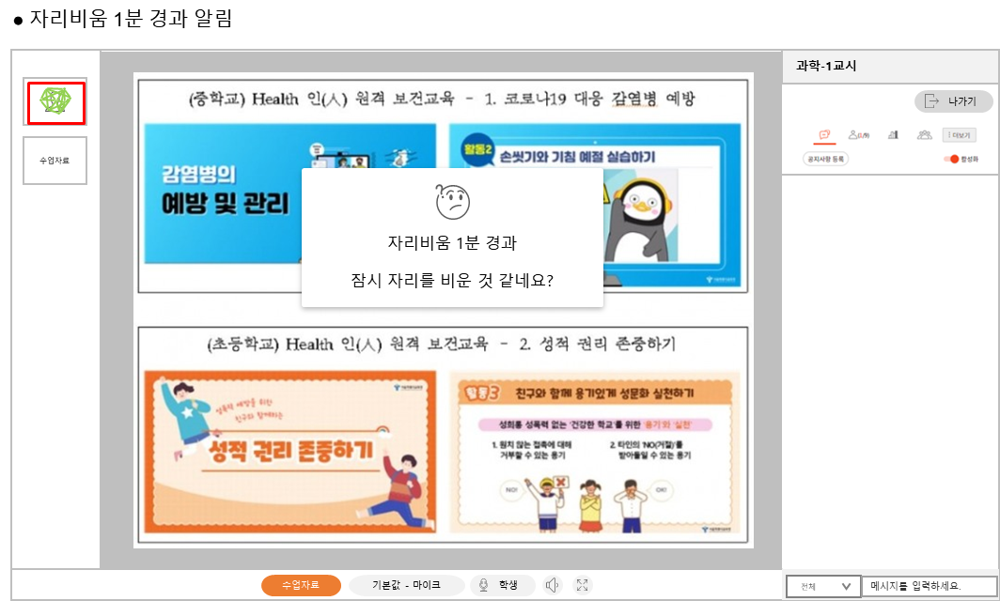 ● 자리비움 1분 경과 알림
과학-1교시
나가기
(1/9)
더보기
공지사항 등록
활성화
수업자료
(중학교) Health 인(人) 원격 보건교육 - 1. 코로나19 대응 감염병 예방
감염병의
예방 및 관리
활동2 손씻기와 기침 예절 실습하기
자리비움 1분 경과
잠시 자리를 비운 것 같네요?
(초등학교) Health 인(人) 원격 보건교육 - 2. 성적 권리 존중하기
성폭력 예방을 위한
친구와 함께하는
성적 권리 존중하기
활동3 친구와 함께 용기있게 성문화 실천하기
성희롱 성폭력 없는 '건강한 학교'를 위한 '용기'와 '실천'
1. 원치 않는 접촉에 대해
거부할 수 있는 용기
2. 타인의 'NO(거절)'를
받아들일 수 있는 용기
NO!
OK!
수업자료
기본값 - 마이크
학생
전체
메시지를 입력하세요.